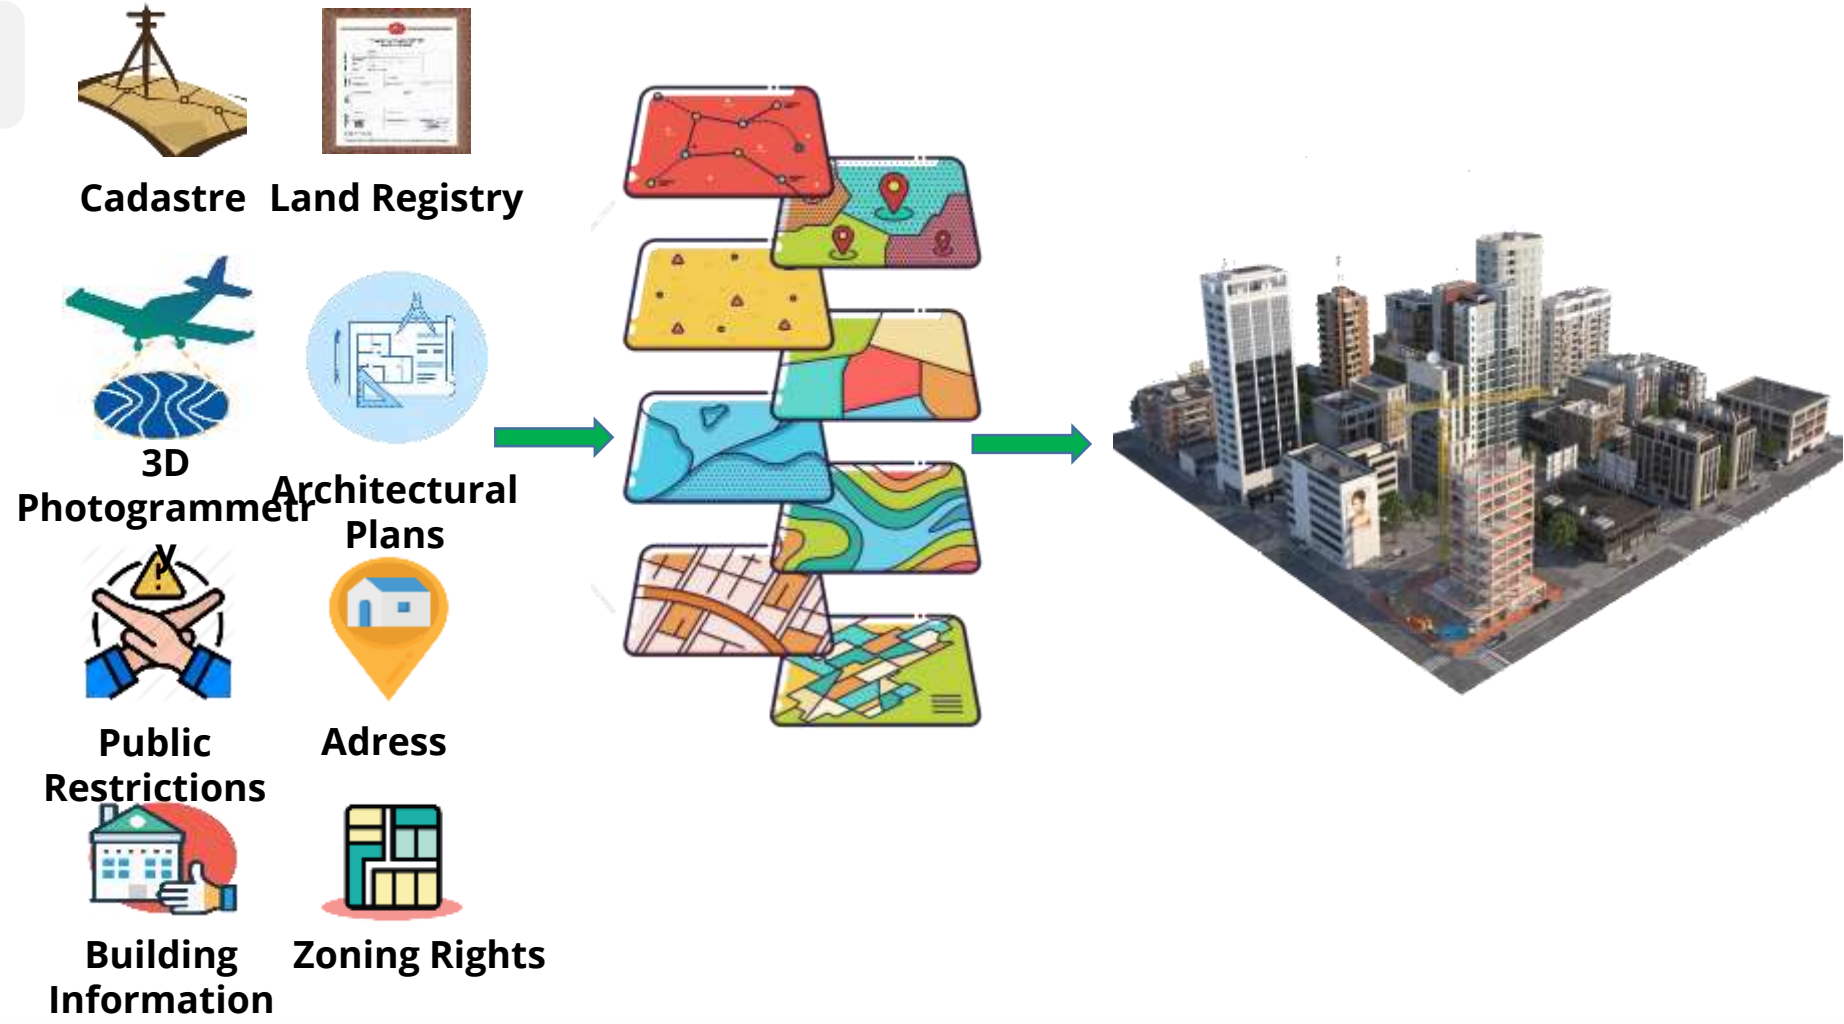 Cadastre
Land Registry
3D
Photogrammetr
y
Architectural
Plans
Public
Restrictions
Adress
Building
Information
Zoning Rights